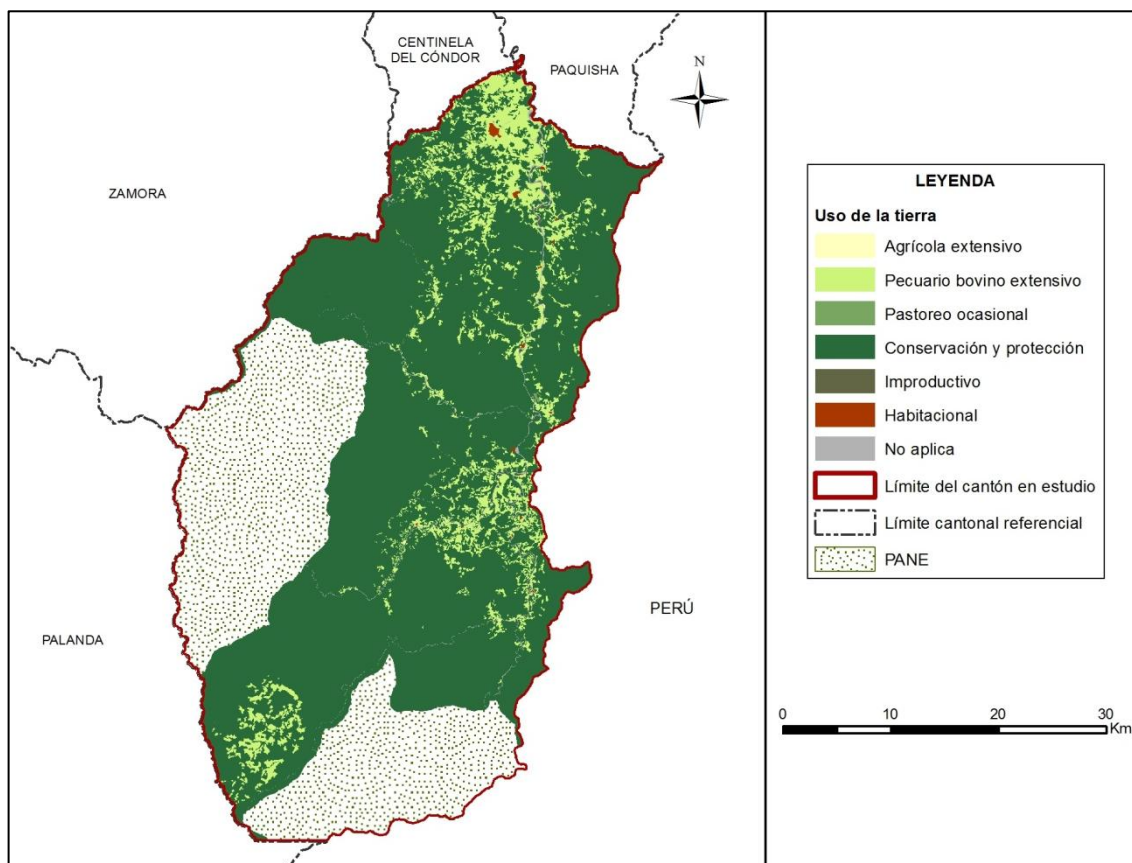 CENTINELA
DEL CÓNDOR
PAQUISHA
N
ZAMORA
PALANDA
PERÚ
LEYENDA
Uso de la tierra
Agrícola extensivo
Pecuario bovino extensivo
Pastoreo ocasional
Conservación y protección
Improductivo
Habitacional
No aplica
Límite del cantón en estudio
Límite cantonal referencial
PANE
0 10 20 30
Km